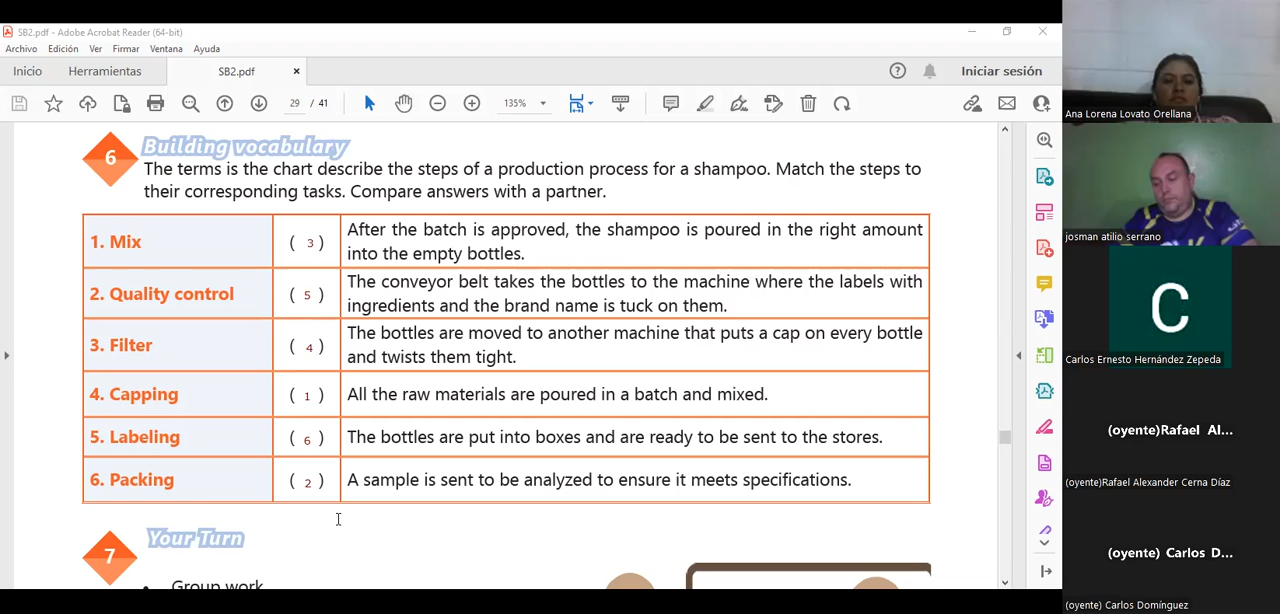 SB2.pdf - Adobe Acrobat Reader (64-bit)
Archivo Edición Ver Firmar Ventana Ayuda
Inicio Herramientas SB2.pdf × Iniciar sesión
29 / 41 135%
6 Building vocabulary
The terms is the chart describe the steps of a production process for a shampoo. Match the steps to
their corresponding tasks. Compare answers with a partner.
1. Mix ( 3 ) After the batch is approved, the shampoo is poured in the right amount
into the empty bottles.
2. Quality control ( 5 ) The conveyor belt takes the bottles to the machine where the labels with
ingredients and the brand name is tuck on them.
3. Filter ( 4 ) The bottles are moved to another machine that puts a cap on every bottle
and twists them tight.
4. Capping ( 1 ) All the raw materials are poured in a batch and mixed.
5. Labeling ( 6 ) The bottles are put into boxes and are ready to be sent to the stores.
6. Packing ( 2 ) A sample is sent to be analyzed to ensure it meets specifications.
7 Your Turn
• Group work
Ana Lorena Lovato Orellana
josman atilio serrano
C
Carlos Ernesto Hernández Zepeda
(oyente)Rafael Al...
(oyente)Rafael Alexander Cerna Díaz
(oyente) Carlos D...
(oyente) Carlos Domínguez